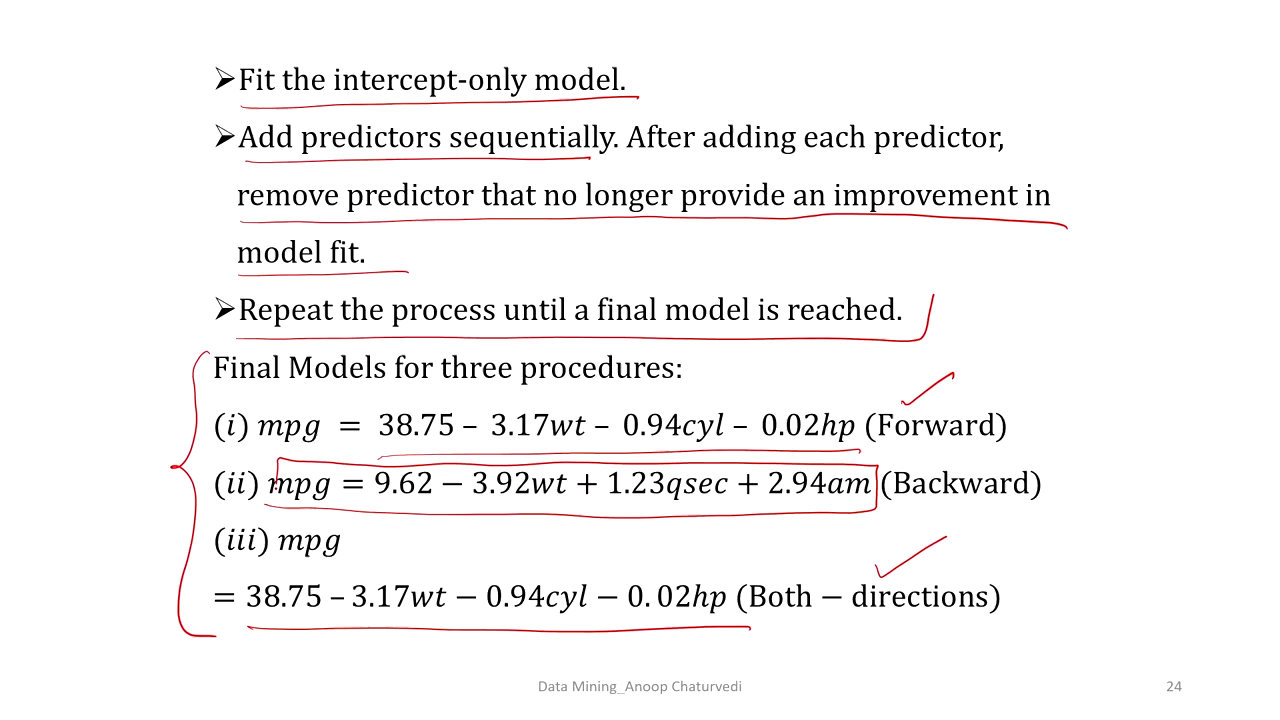 ➢Fit the intercept-only model.
➢Add predictors sequentially. After adding each predictor,
remove predictor that no longer provide an improvement in
model fit.
➢Repeat the process until a final model is reached.
Final Models for three procedures:
(i) mpg = 38.75 – 3.17wt – 0.94cyl – 0.02hp (Forward)
(ii) mpg = 9.62 − 3.92wt + 1.23qsec + 2.94am (Backward)
(iii) mpg
= 38.75 – 3.17wt − 0.94cyl − 0.02hp (Both − directions)
Data Mining_Anoop Chaturvedi
24